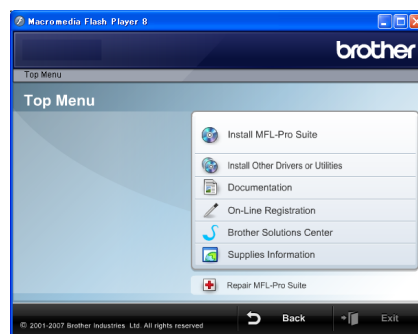 Macromedia Flash Player 8
brother
Top Menu
Top Menu
Install MFL-Pro Suite
Install Other Drivers or Utilities
Documentation
On-Line Registration
Brother Solutions Center
Supplies Information
Repair MFL-Pro Suite
© 2001-2007 Brother Industries Ltd. All rights reserved
Back
Exit